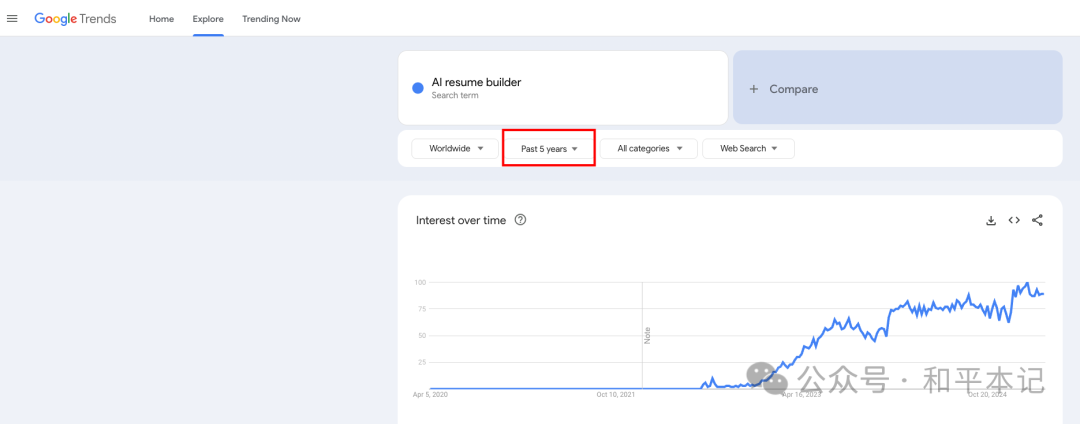 Google Trends
Home
Explore
Trending Now
AI resume builder
Search term
+ Compare
Worldwide
Past 5 years
All categories
Web Search
Interest over time
100
75
50
25
Note
Apr 5, 2020
Oct 10, 2021
Apr 16, 2023
Oct 20, 2024
公众号 · 和平本记